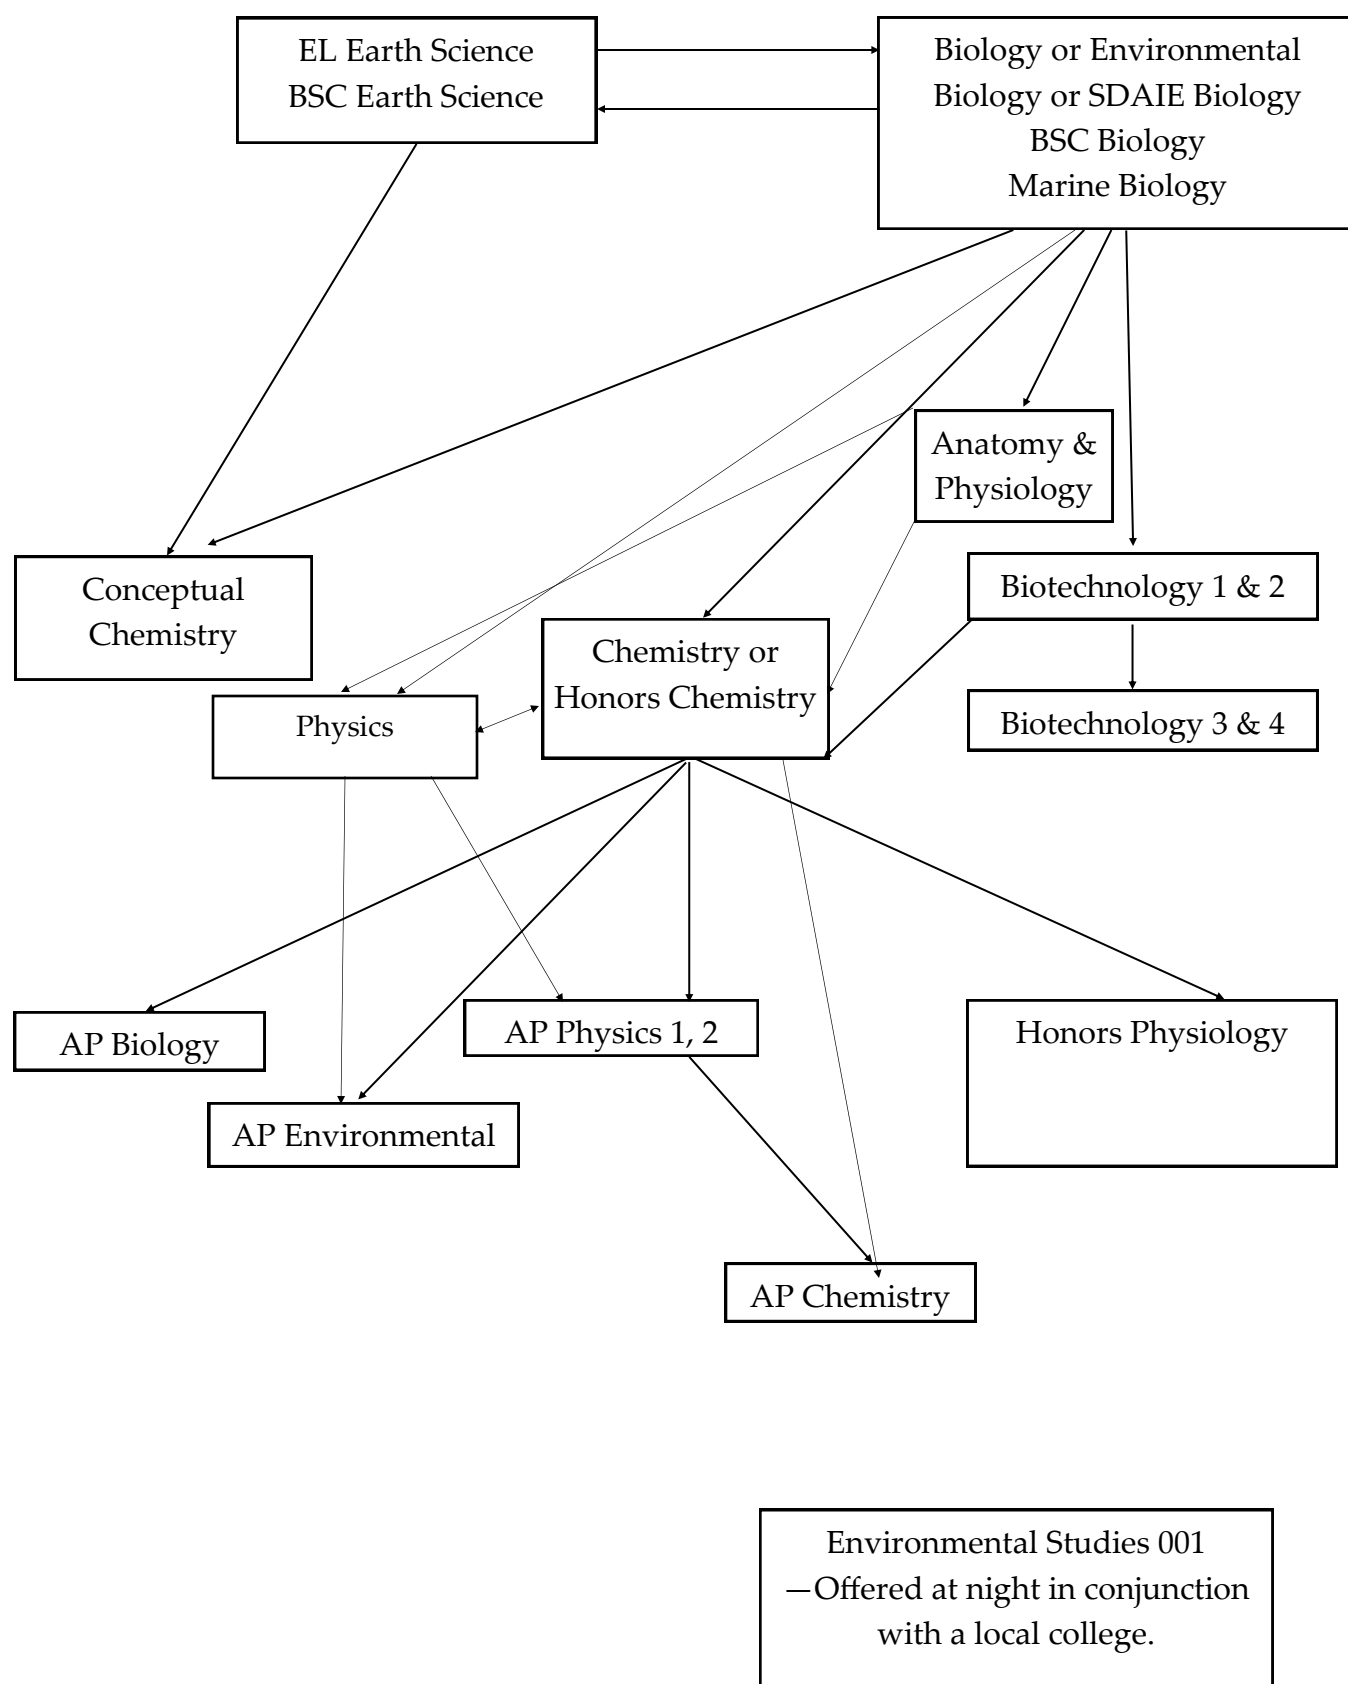 EL Earth Science
BSC Earth Science
Biology or Environmental
Biology or SDAIE Biology
BSC Biology
Marine Biology
Anatomy &
Physiology
Conceptual
Chemistry
Biotechnology 1 & 2
Chemistry or
Honors Chemistry
Physics
Biotechnology 3 & 4
AP Biology
AP Physics 1, 2
Honors Physiology
AP Environmental
AP Chemistry
Environmental Studies 001
—Offered at night in conjunction
with a local college.